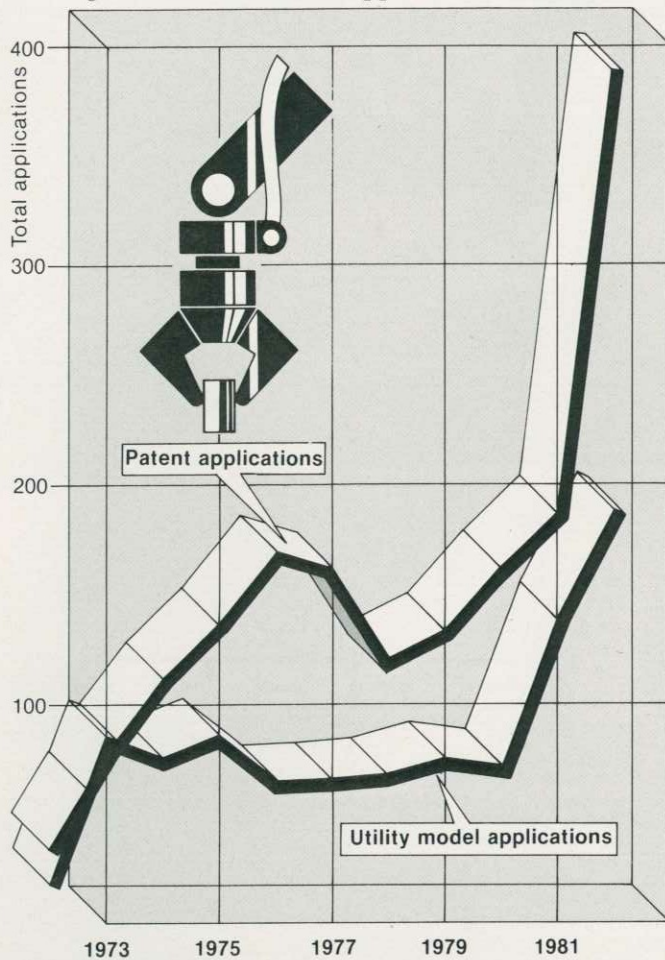 400
Total applications
300
Patent applications
200
100
Utility model applications
1973 1975 1977 1979 1981